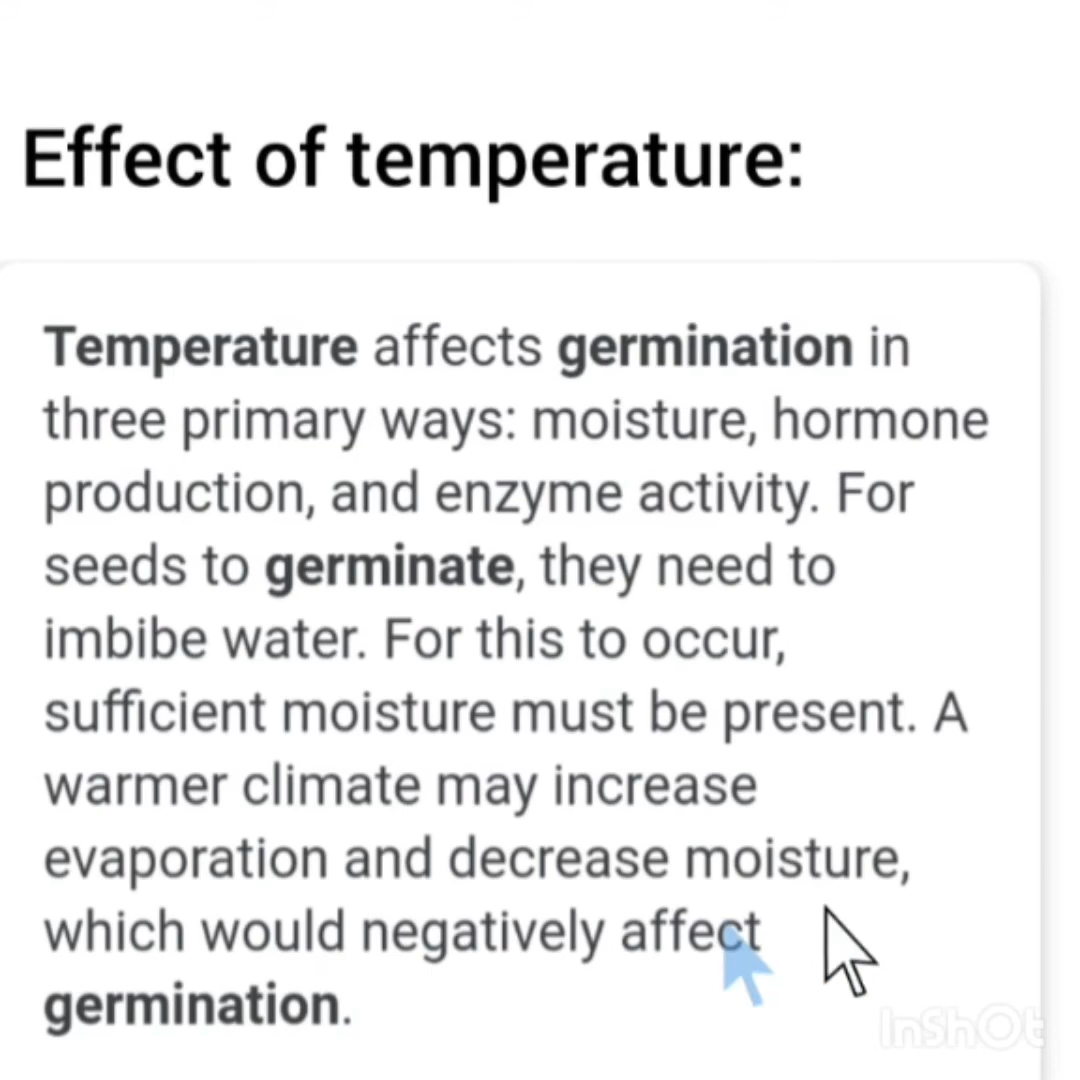 Effect of temperature:
Temperature affects germination in
three primary ways: moisture, hormone
production, and enzyme activity. For
seeds to germinate, they need to
imbibe water. For this to occur,
sufficient moisture must be present. A
warmer climate may increase
evaporation and decrease moisture,
which would negatively affect
germination.
InShOt